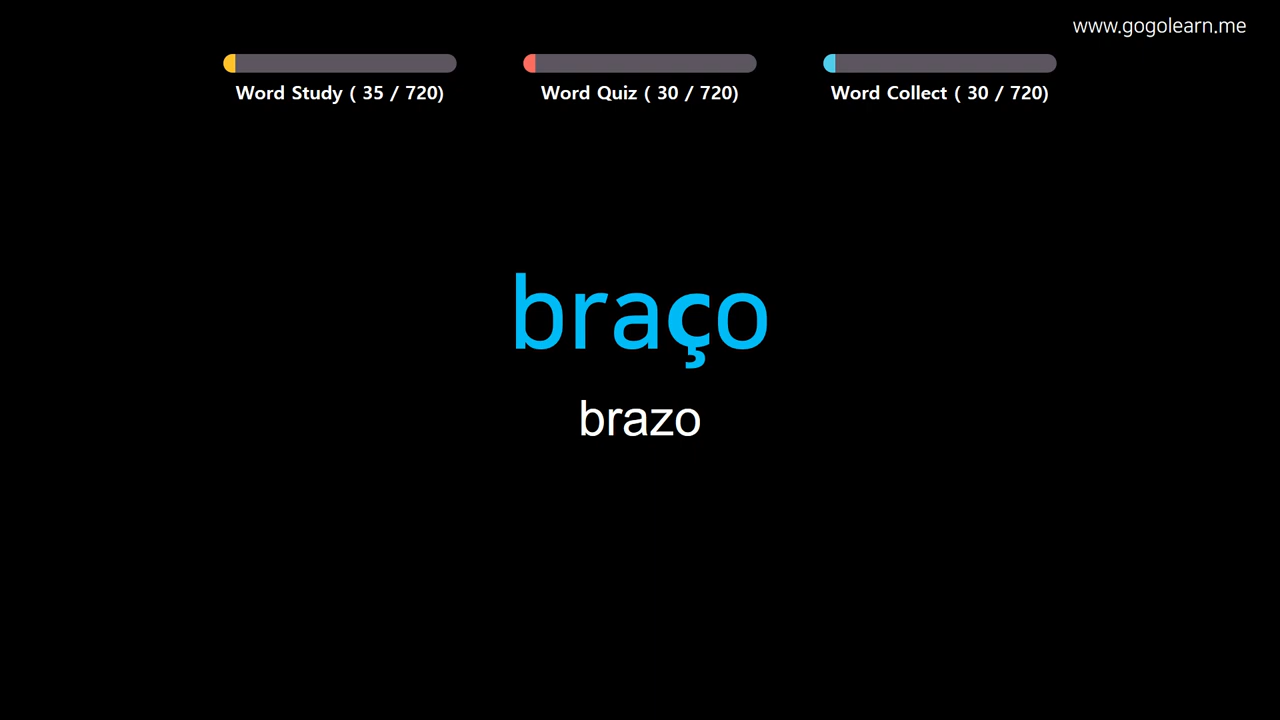 www.gogolearn.me
Word Study ( 35 / 720)
Word Quiz ( 30 / 720)
Word Collect ( 30 / 720)
braço
brazo